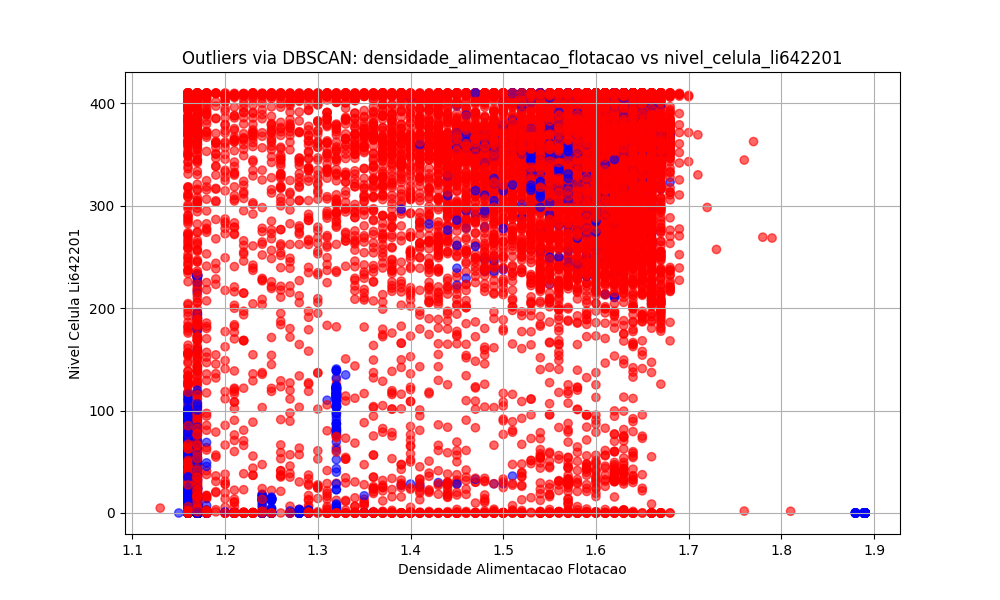 Outliers via DBSCAN: densidade_alimentacao_flotacao vs nivel_celula_li642201
400
300
200
100
0
Nivel Celula Li642201
1.1 1.2 1.3 1.4 1.5 1.6 1.7 1.8 1.9
Densidade Alimentacao Flotacao